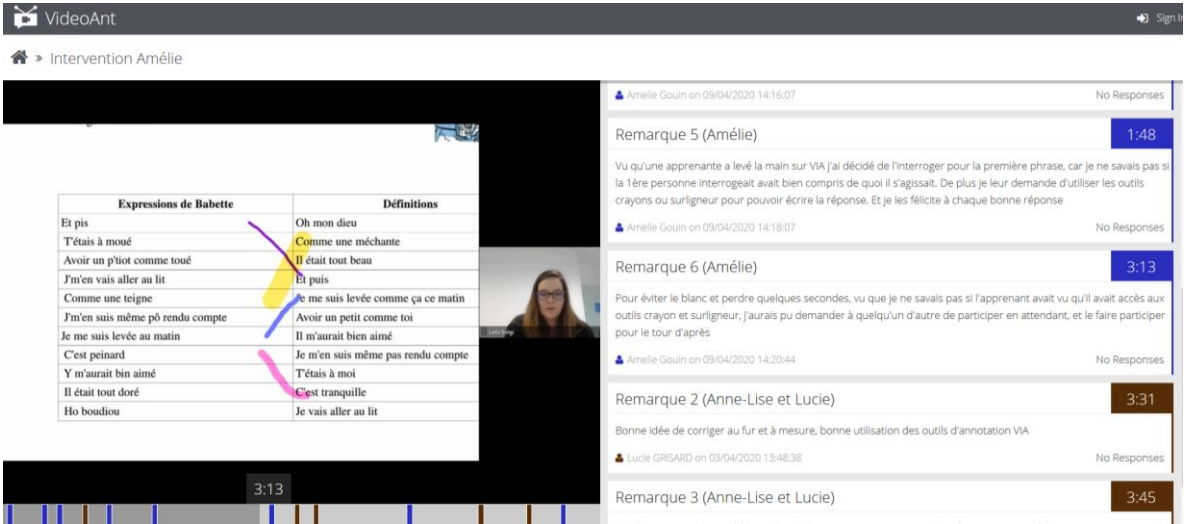 VideoAnt
Sign In
» Intervention Amélie
Expressions de Babette
Définitions
Et pis
Oh mon dieu
T'étais à moué
Comme une méchante
Avoir un p'tiot comme toué
Il était tout beau
J'm'en vais aller au lit
Et puis
Comme une teigne
Je me suis levée comme ça ce matin
J'm'en suis même pô rendu compte
Avoir un petit comme toi
Je me suis levée au matin
Il m'aurait bien aimé
C'est peinard
Je m'en suis même pas rendu compte
Y m'aurait bin aimé
T'étais à moi
Il était tout doré
C'est tranquille
Ho boudiou
Je vais aller au lit
3:13
Amelie Gouin on 09/04/2020 14:16:07
No Responses
Remarque 5 (Amélie)
1:48
Vu qu'une apprenante a levé la main sur VIA j'ai décidé de l'interroger pour la première phrase, car je ne savais pas si
la 1ère personne interrogeait avait bien compris de quoi il s'agissait. De plus je leur demande d'utiliser les outils
crayons ou surligneur pour pouvoir écrire la réponse. Et je les félicite à chaque bonne réponse
Amelie Gouin on 09/04/2020 14:18:07
No Responses
Remarque 6 (Amélie)
3:13
Pour éviter le blanc et perdre quelques secondes, vu que je ne savais pas si l'apprenant avait vu qu'il avait accès aux
outils crayon et surligneur, j'aurais pu demander à quelqu'un d'autre de participer en attendant, et le faire participer
pour le tour d'après
Amelie Gouin on 09/04/2020 14:20:44
No Responses
Remarque 2 (Anne-Lise et Lucie)
3:31
Bonne idée de corriger au fur et à mesure, bonne utilisation des outils d'annotation VIA
Lucie GRISARD on 03/04/2020 13:48:38
No Responses
Remarque 3 (Anne-Lise et Lucie)
3:45